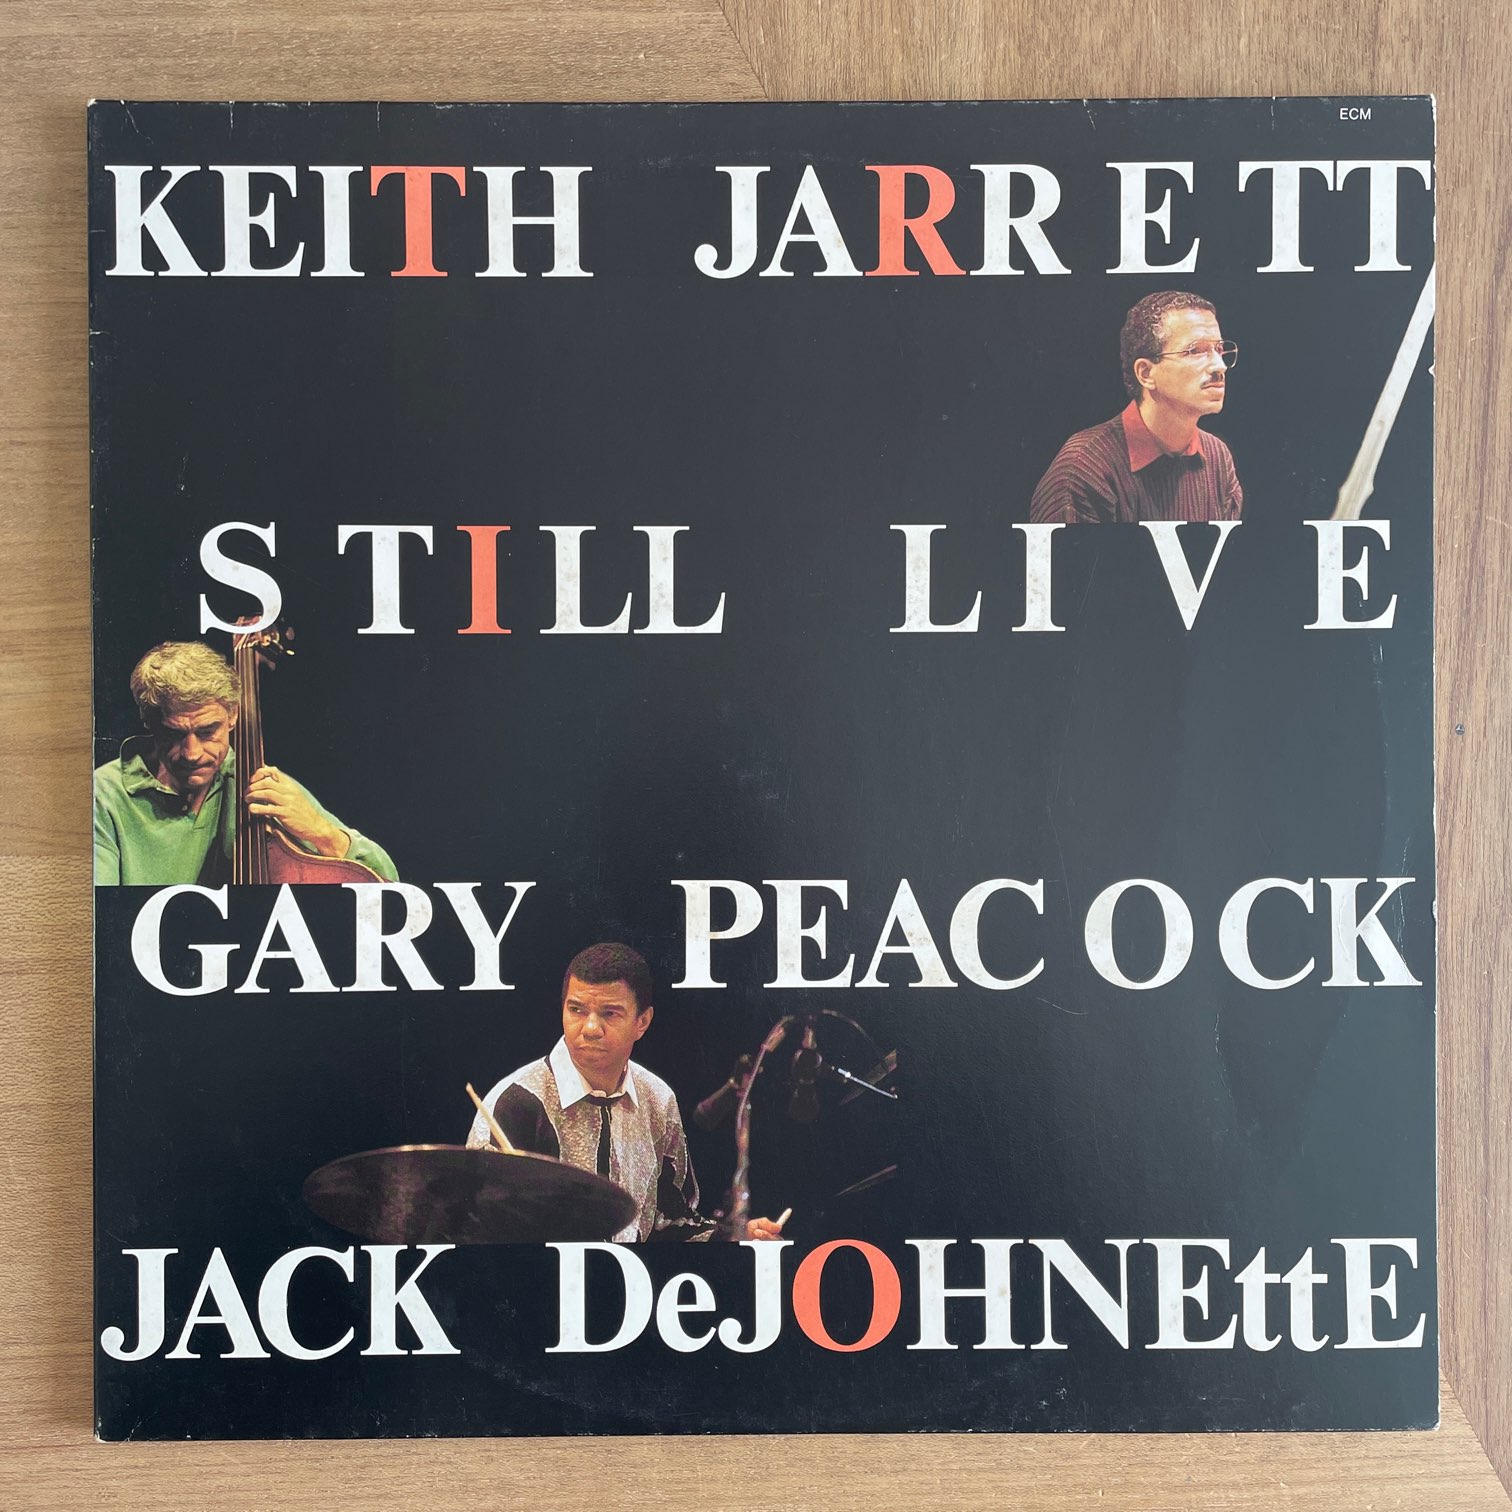 ECM
KEITH JARRETT
STILL LIVE
GARY PEACOCK
JACK DeJOHNEttE